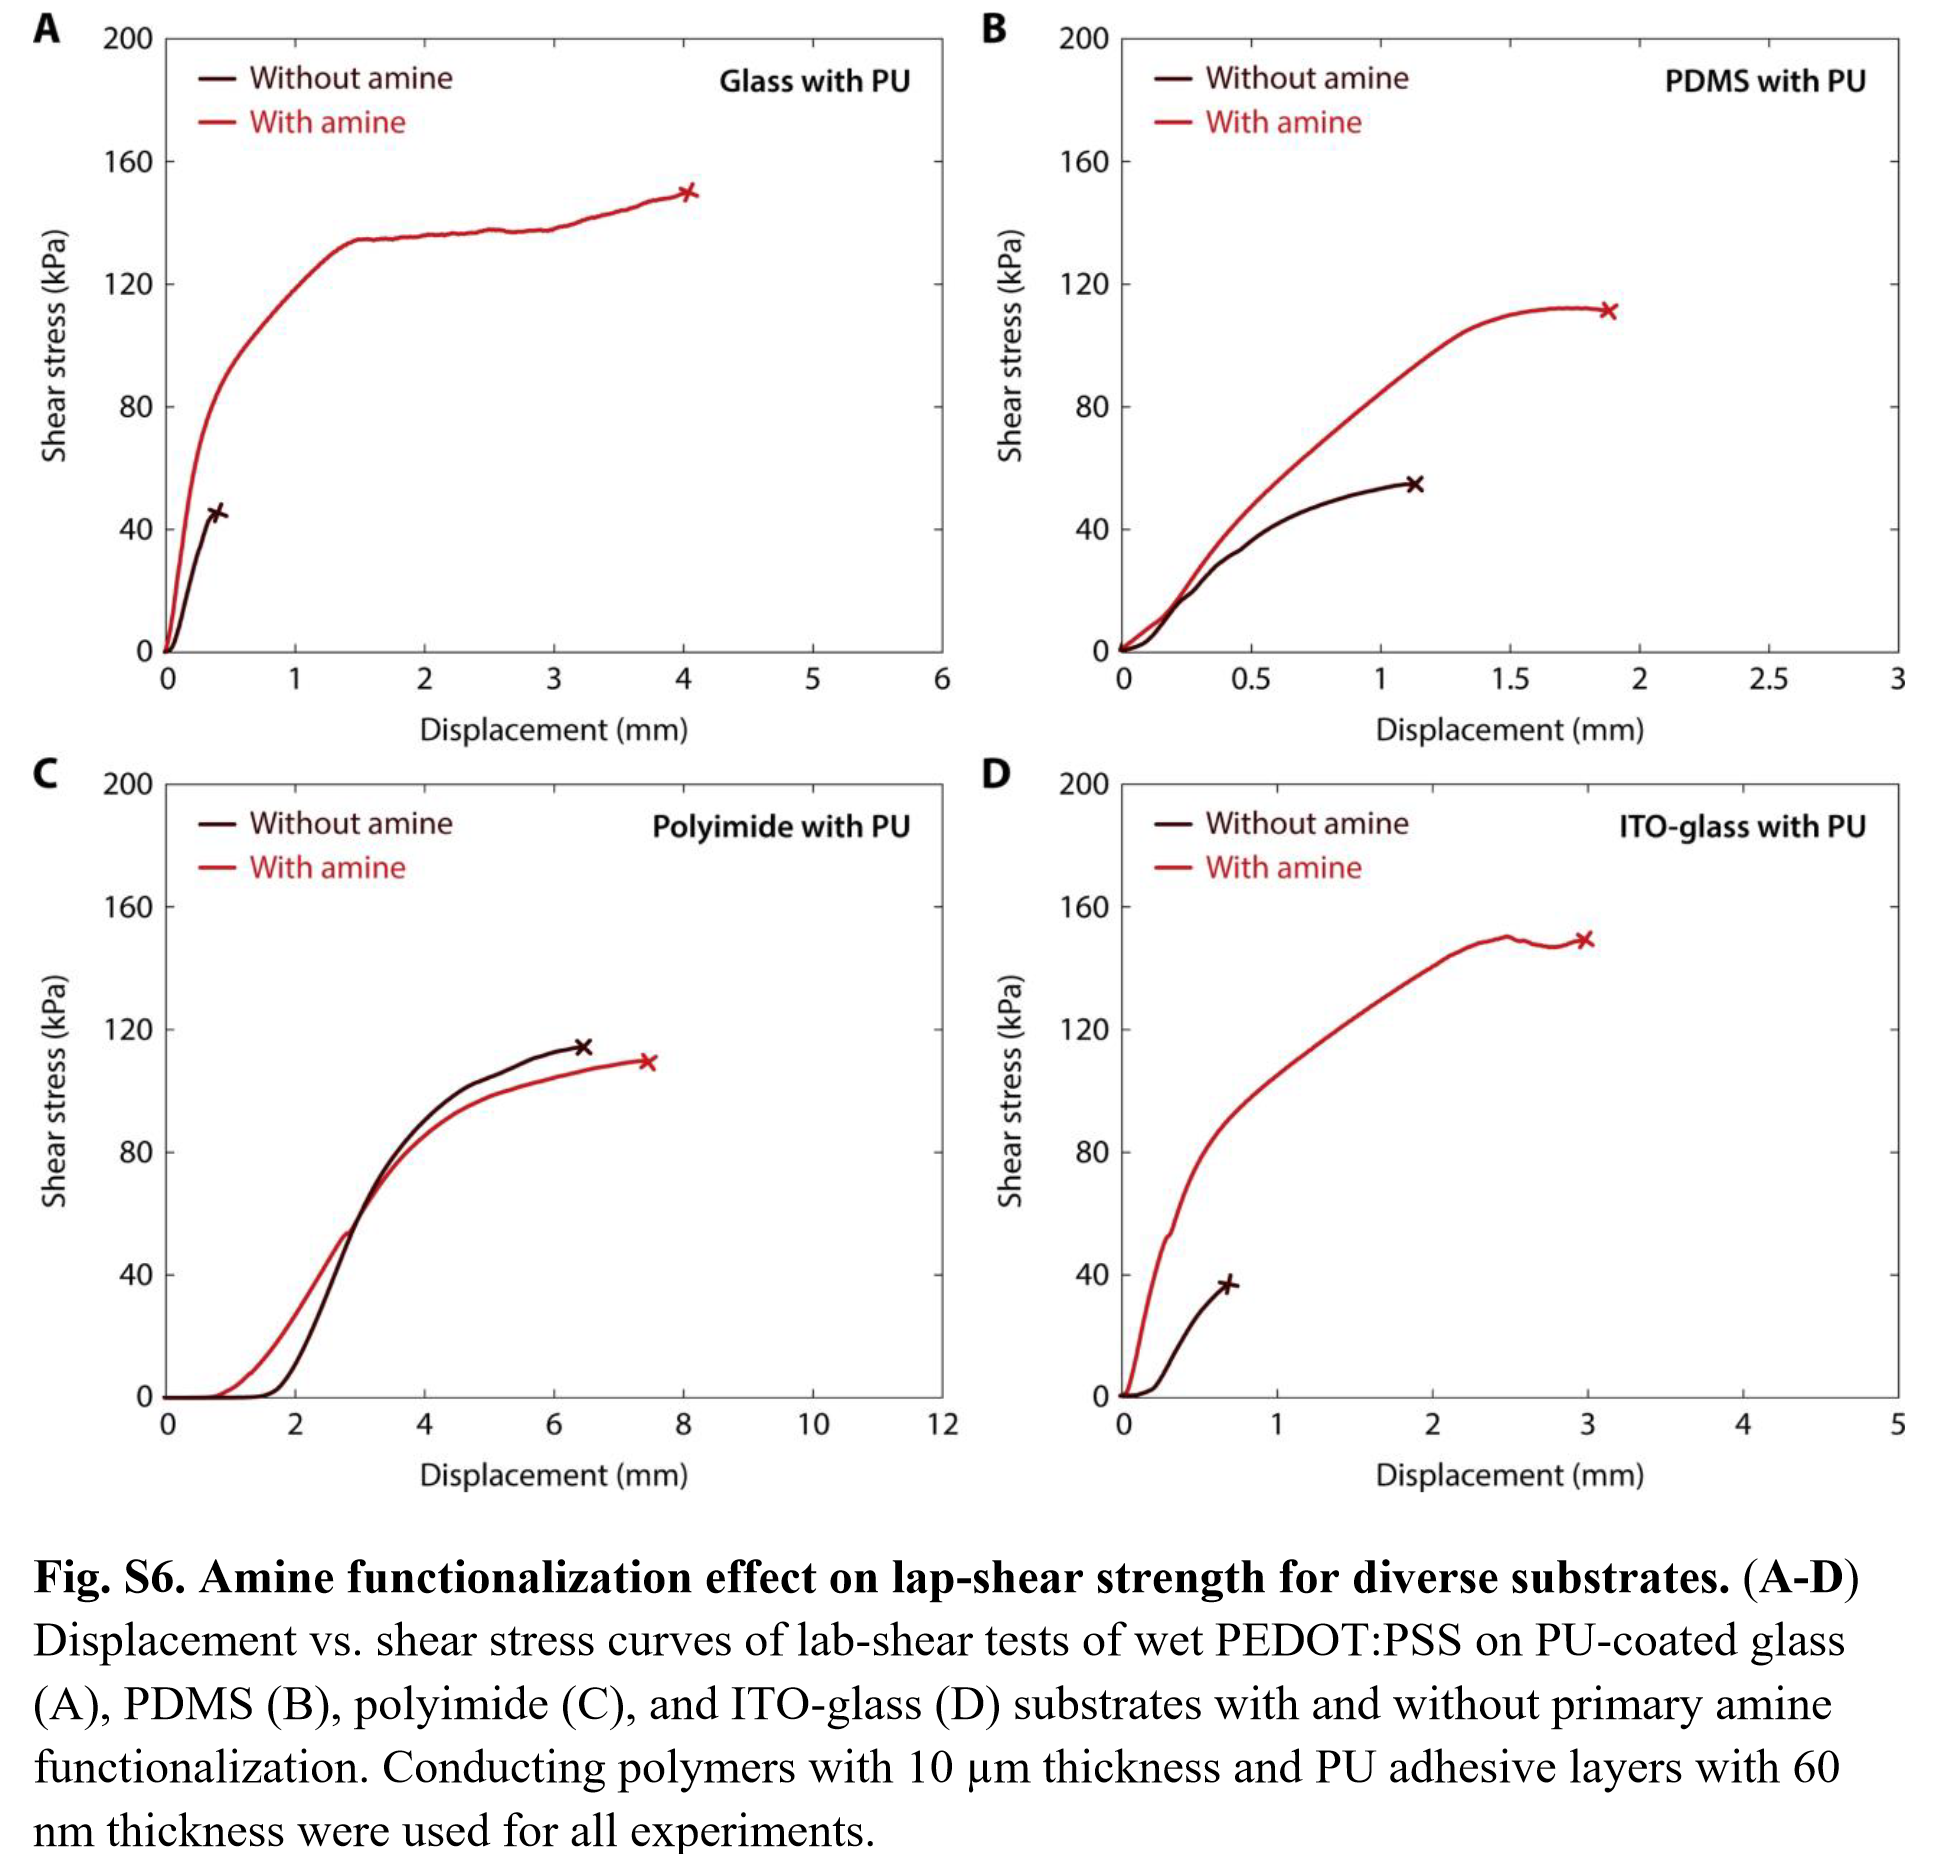 A
200
160
120
80
40
0
Shear stress (kPa)
Without amine
With amine
Glass with PU
0 1 2 3 4 5 6
Displacement (mm)
B
200
160
120
80
40
0
Shear stress (kPa)
Without amine
With amine
PDMS with PU
0 0.5 1 1.5 2 2.5 3
Displacement (mm)
C
200
160
120
80
40
0
Shear stress (kPa)
Without amine
With amine
Polyimide with PU
0 2 4 6 8 10 12
Displacement (mm)
D
200
160
120
80
40
0
Shear stress (kPa)
Without amine
With amine
ITO-glass with PU
0 1 2 3 4 5
Displacement (mm)
Fig. S6. Amine functionalization effect on lap-shear strength for diverse substrates. (A-D)
Displacement vs. shear stress curves of lab-shear tests of wet PEDOT:PSS on PU-coated glass
(A), PDMS (B), polyimide (C), and ITO-glass (D) substrates with and without primary amine
functionalization. Conducting polymers with 10 µm thickness and PU adhesive layers with 60
nm thickness were used for all experiments.